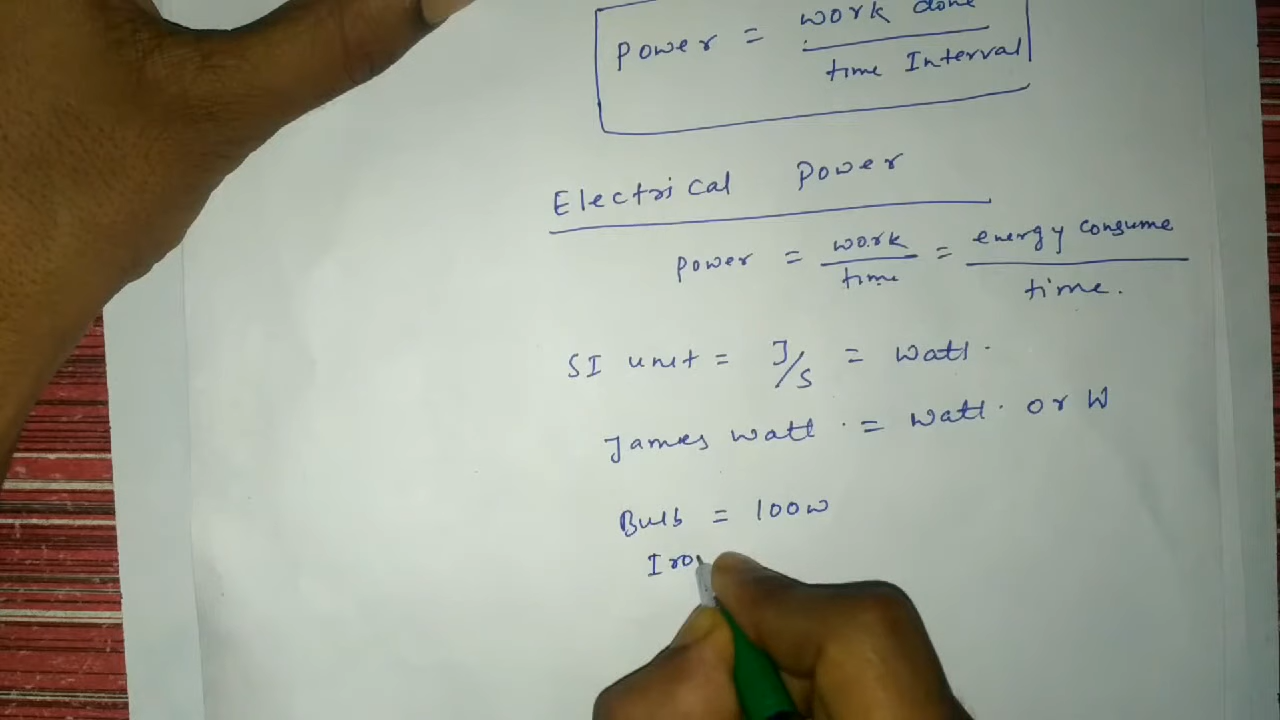 Power = work done / time Interval
Electrical Power
Power = work / time = energy consume / time.
SI unit = J/S = Watt.
James watt. = Watt. or W
Bulb = 100W
Iro